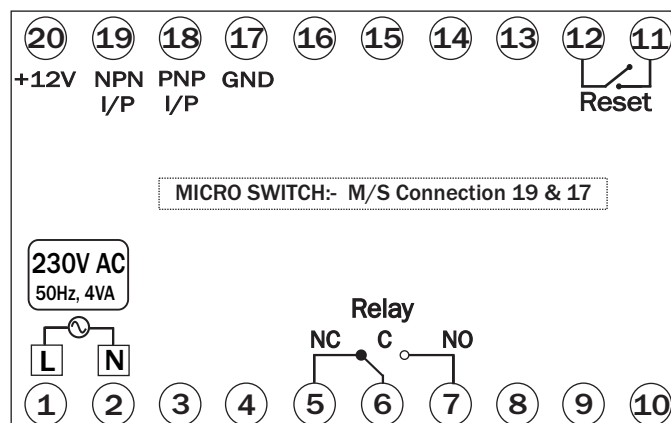 20 19 18 17 16 15 14 13 12 11
+12V NPN PNP GND
I/P I/P
Reset
MICRO SWITCH:- M/S Connection 19 & 17
230V AC
50Hz, 4VA
Relay
NC C NO
L N
1 2 3 4 5 6 7 8 9 10